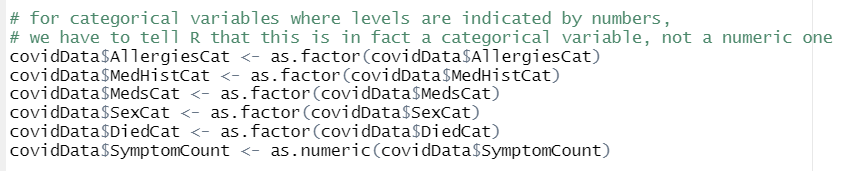 # for categorical variables where levels are indicated by numbers,
# we have to tell R that this is in fact a categorical variable, not a numeric one
covidData$AllergiesCat <- as.factor(covidData$AllergiesCat)
covidData$MedHistCat <- as.factor(covidData$MedHistCat)
covidData$MedsCat <- as.factor(covidData$MedsCat)
covidData$SexCat <- as.factor(covidData$SexCat)
covidData$DiedCat <- as.factor(covidData$DiedCat)
covidData$SymptomCount <- as.numeric(covidData$SymptomCount)